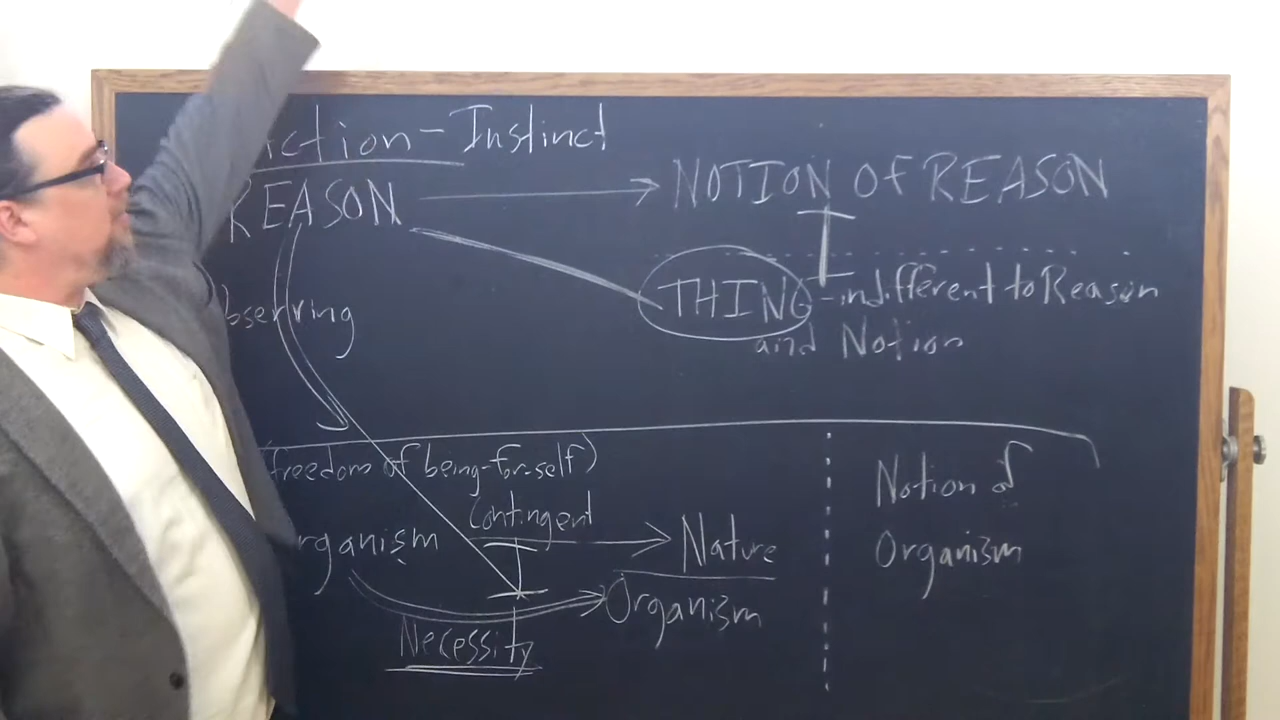 iction - Instinct
REASON
NOTION OF REASON
bserving
THING - indifferent to Reason
and Notion
(freedom of being-for-self)
Contingent
rganism
Nature
Organism
Necessity
Notion of
Organism